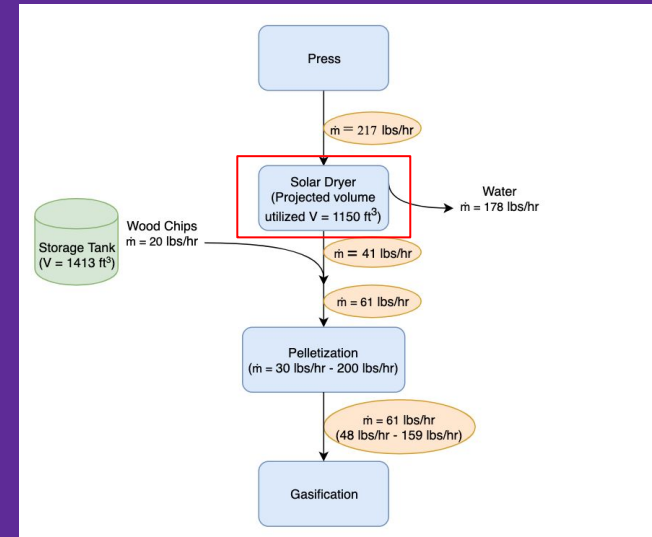 Press
ṁ = 217 lbs/hr
Solar Dryer
(Projected volume
utilized V = 1150 ft³)
Water
ṁ = 178 lbs/hr
Wood Chips
ṁ = 20 lbs/hr
Storage Tank
(V = 1413 ft³)
ṁ = 41 lbs/hr
ṁ = 61 lbs/hr
Pelletization
(ṁ = 30 lbs/hr - 200 lbs/hr)
ṁ = 61 lbs/hr
(48 lbs/hr - 159 lbs/hr)
Gasification